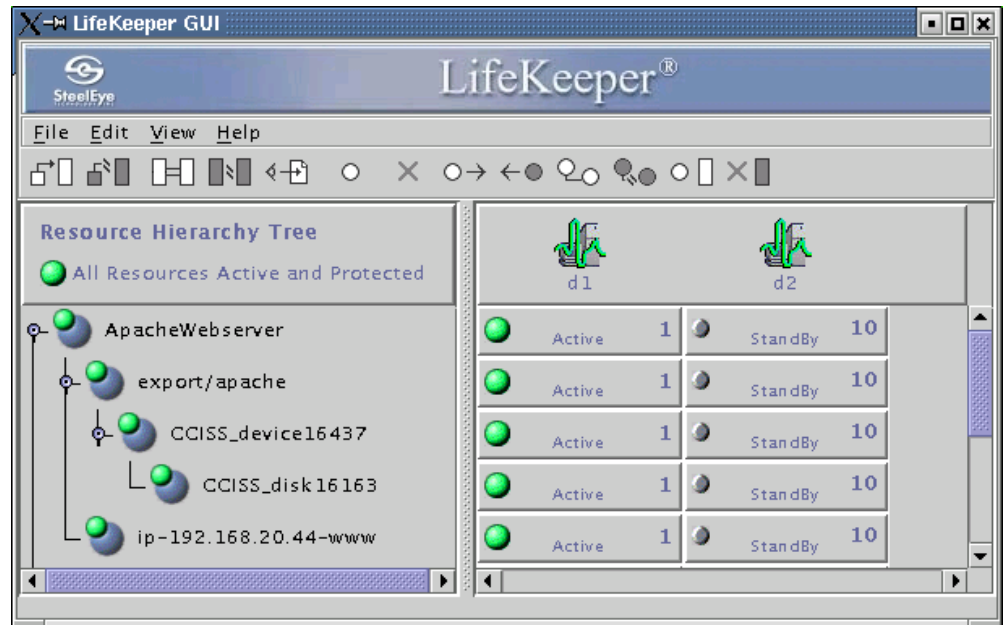 LifeKeeper GUI
SteelEye
LifeKeeper®
File Edit View Help
Resource Hierarchy Tree
All Resources Active and Protected
d1 d2
ApacheWebserver Active 1 StandBy 10
export/apache Active 1 StandBy 10
CCISS_device16437 Active 1 StandBy 10
CCISS_disk16163 Active 1 StandBy 10
ip-192.168.20.44-www Active 1 StandBy 10